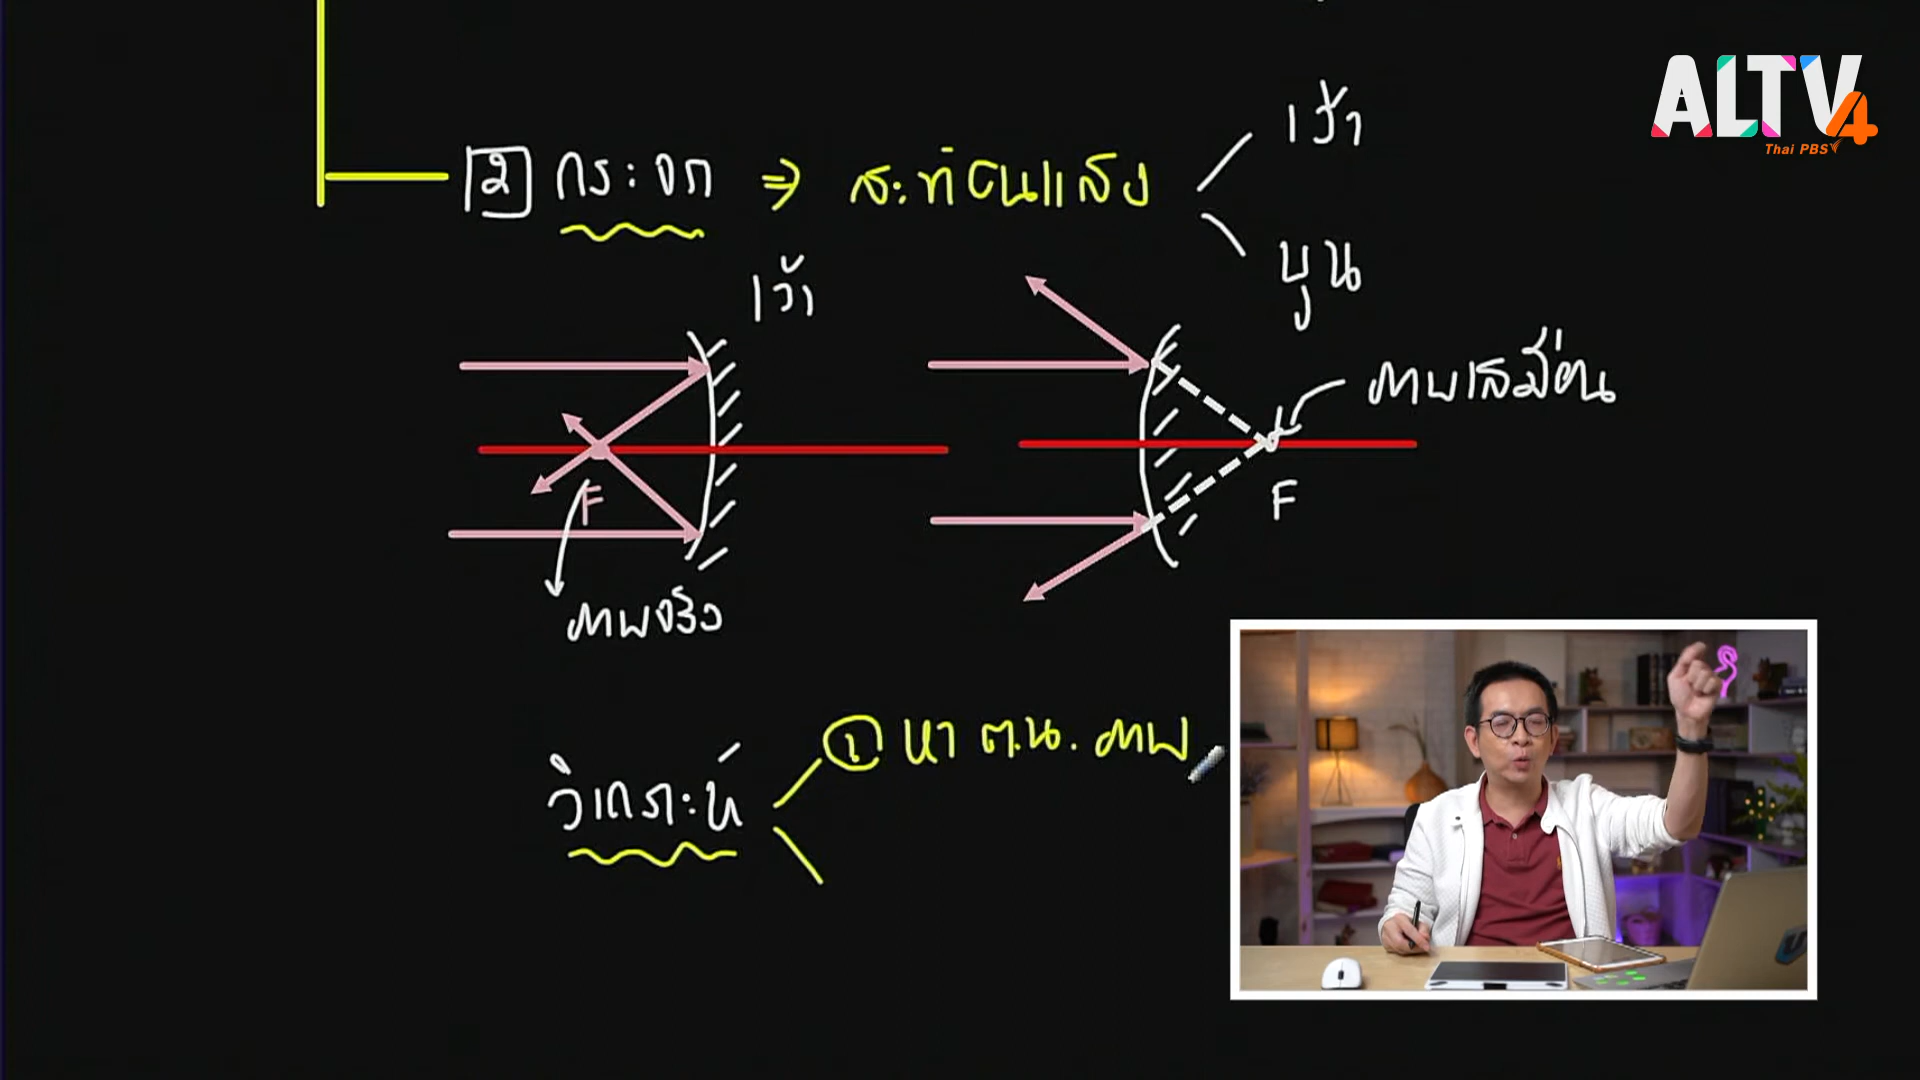 ALTV4
Thai PBS
2 กระจก ⇒ สะท้อนแสง
เว้า
นูน
เว้า
ภาพเสมือน
F
F
ภาพจริง
วิเคราะห์
1 หา ต.น. ภาพ